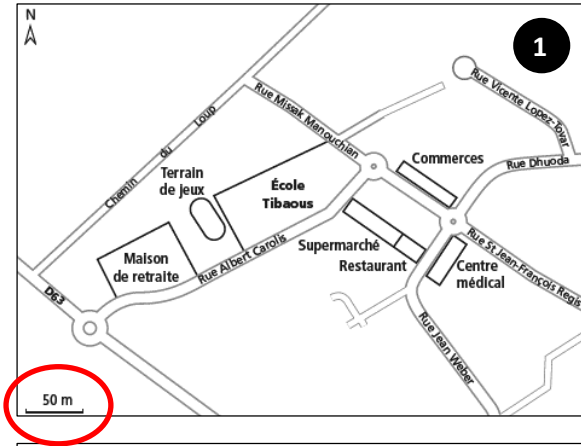 N
1
Rue Vicente Lopez-Tovar
Rue Missak Manouchian
Chemin du Loup
Commerces
Rue Dhuoda
Terrain
de jeux
École
Tibaous
Maison
de retraite
Rue Albert Carolis
Supermarché
Restaurant
Centre
médical
Rue St Jean-François Regis
D63
Rue Jean Weber
50 m